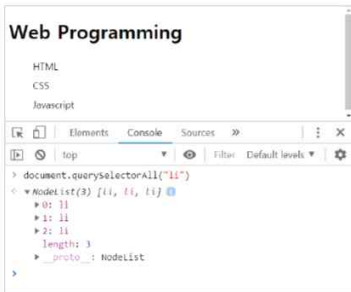 Web Programming
HTML
CSS
Javascript
Elements Console Sources »
top Filter Default levels ▼
> document.querySelectorAll("li")
< ▼ NodeList(3) [li, li, li] i
▶ 0: li
▶ 1: li
▶ 2: li
length: 3
▶ __proto__: NodeList
>